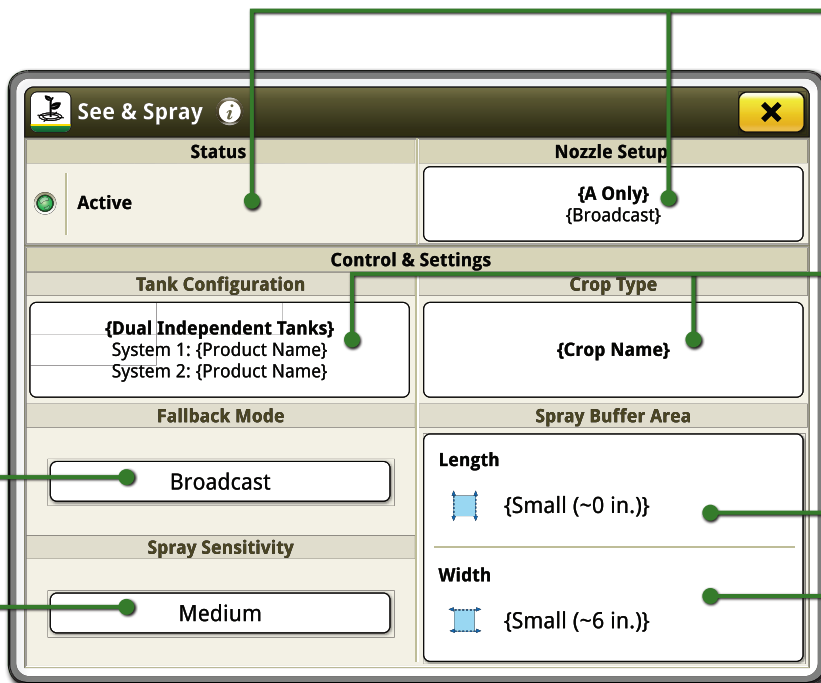 See & Spray i
Status
Active
Nozzle Setup
{A Only}
{Broadcast}
Control & Settings
Tank Configuration
{Dual Independent Tanks}
System 1: {Product Name}
System 2: {Product Name}
Crop Type
{Crop Name}
Fallback Mode
Broadcast
Spray Sensitivity
Medium
Spray Buffer Area
Length
{Small (~0 in.)}
Width
{Small (~6 in.)}